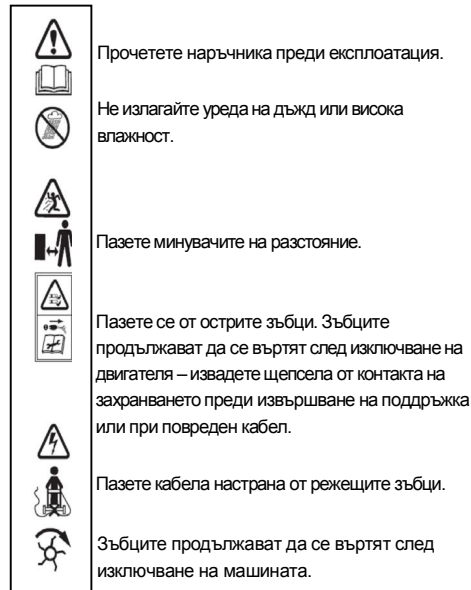 Прочетете наръчника преди експлоатация.
Не излагайте уреда на дъжд или висока
влажност.
Пазете минувачите на разстояние.
Пазете се от острите зъбци. Зъбците
продължават да се въртят след изключване на
двигателя – извадете щепсела от контакта на
захранването преди извършване на поддръжка
или при повреден кабел.
Пазете кабела настрана от режещите зъбци.
Зъбците продължават да се въртят след
изключване на машината.